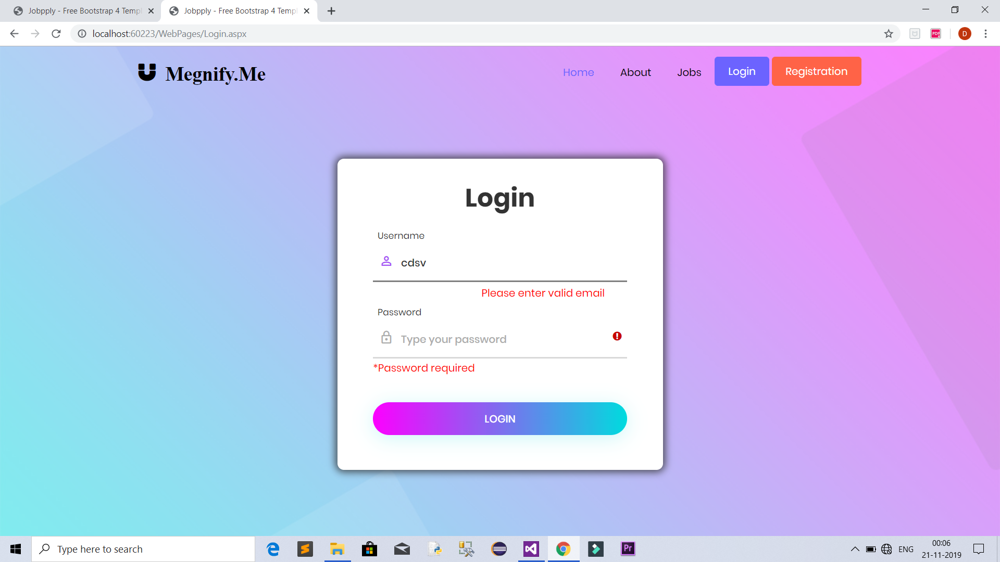 Jobpply - Free Bootstrap 4 Templ
Jobpply - Free Bootstrap 4 Templ
localhost:60223/WebPages/Login.aspx
PDF
D
Megnify.Me
Home
About
Jobs
Login
Registration
Login
Username
cdsv
Please enter valid email
Password
Type your password
*Password required
LOGIN
Type here to search
Pr
ENG
00:06
21-11-2019